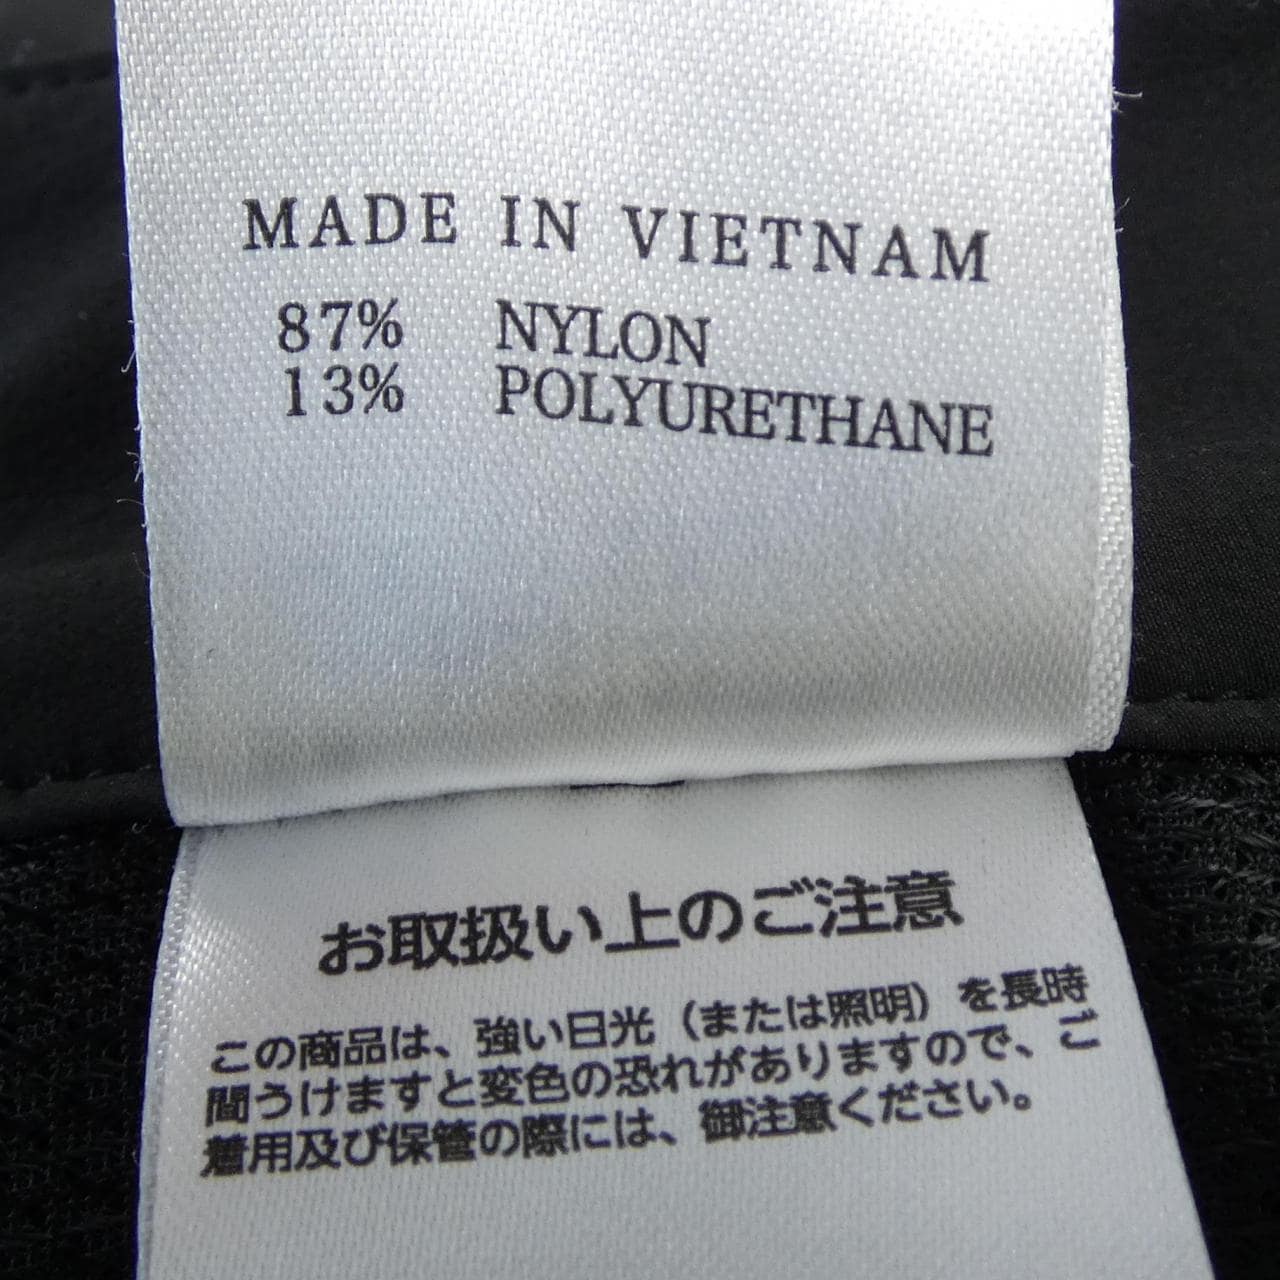 MADE IN VIETNAM
87% NYLON
13% POLYURETHANE
お取扱い上のご注意
この商品は、強い日光（または照明）を長時
間うけますと変色の恐れがありますので、ご
着用及び保管の際には、御注意ください。